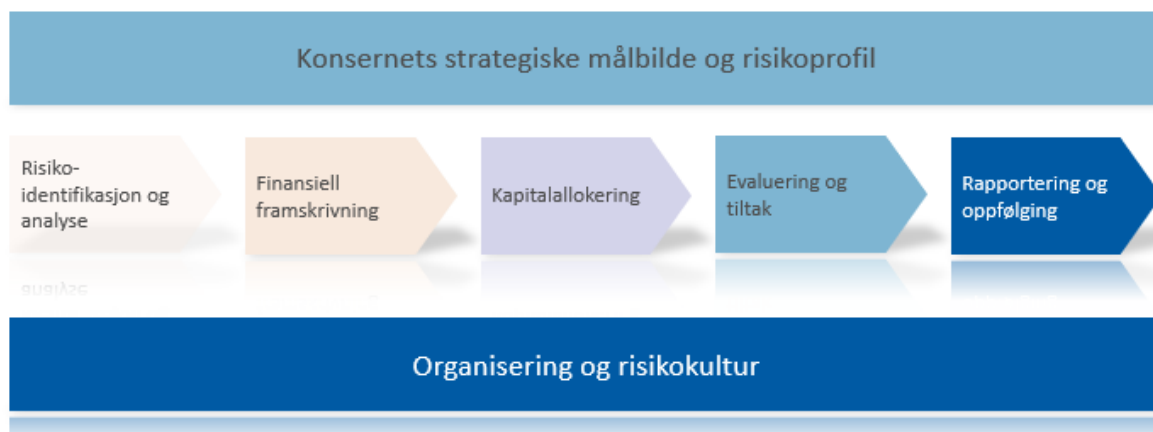 Konsernets strategiske målbilde og risikoprofil
Risiko-
identifikasjon og
analyse
Finansiell
framskrivning
Kapitalallokering
Evaluering og
tiltak
Rapportering og
oppfølging
Organisering og risikokultur